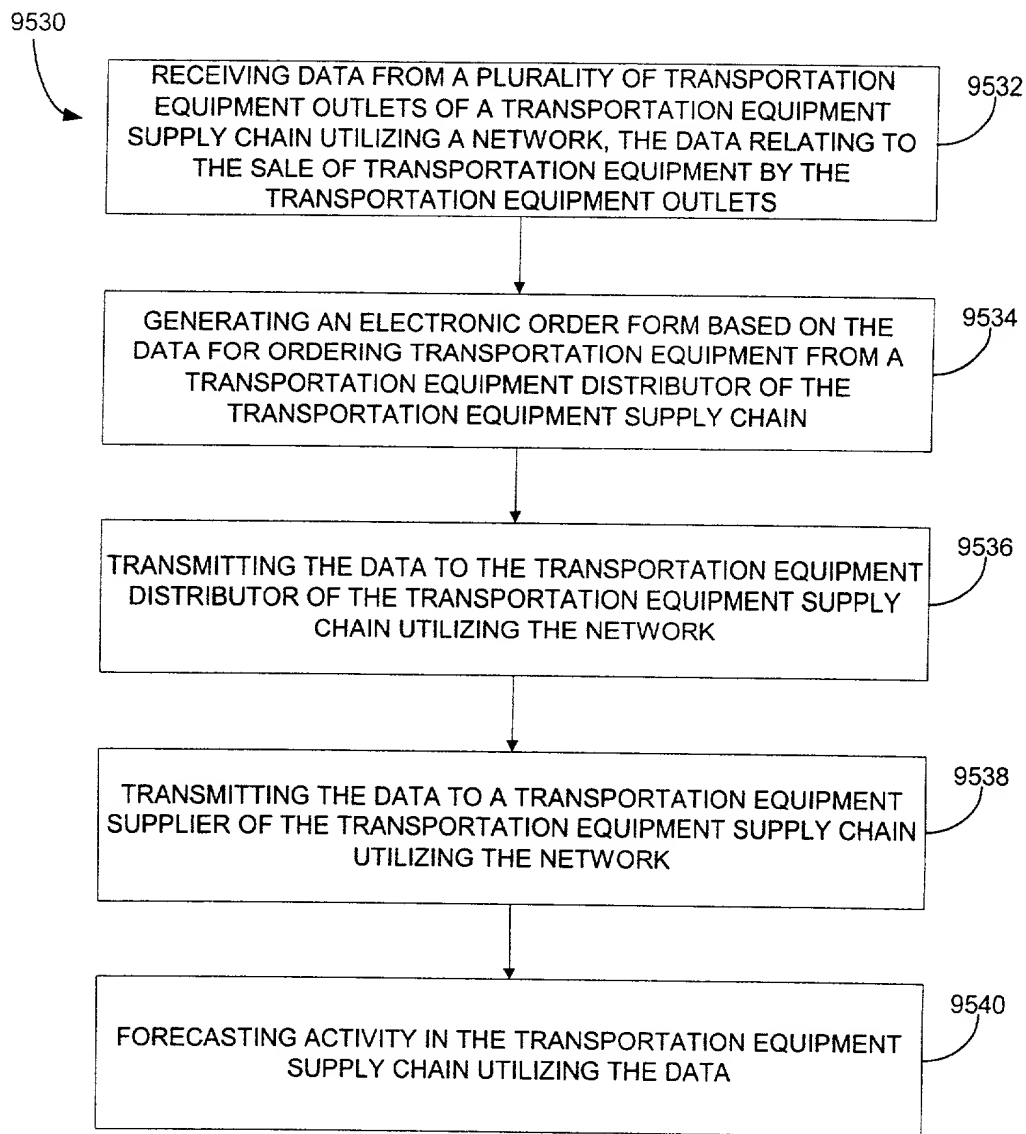 9530
RECEIVING DATA FROM A PLURALITY OF TRANSPORTATION
EQUIPMENT OUTLETS OF A TRANSPORTATION EQUIPMENT
SUPPLY CHAIN UTILIZING A NETWORK, THE DATA RELATING TO
THE SALE OF TRANSPORTATION EQUIPMENT BY THE
TRANSPORTATION EQUIPMENT OUTLETS
9532
GENERATING AN ELECTRONIC ORDER FORM BASED ON THE
DATA FOR ORDERING TRANSPORTATION EQUIPMENT FROM A
TRANSPORTATION EQUIPMENT DISTRIBUTOR OF THE
TRANSPORTATION EQUIPMENT SUPPLY CHAIN
9534
TRANSMITTING THE DATA TO THE TRANSPORTATION EQUIPMENT
DISTRIBUTOR OF THE TRANSPORTATION EQUIPMENT SUPPLY
CHAIN UTILIZING THE NETWORK
9536
TRANSMITTING THE DATA TO A TRANSPORTATION EQUIPMENT
SUPPLIER OF THE TRANSPORTATION EQUIPMENT SUPPLY CHAIN
UTILIZING THE NETWORK
9538
FORECASTING ACTIVITY IN THE TRANSPORTATION EQUIPMENT
SUPPLY CHAIN UTILIZING THE DATA
9540